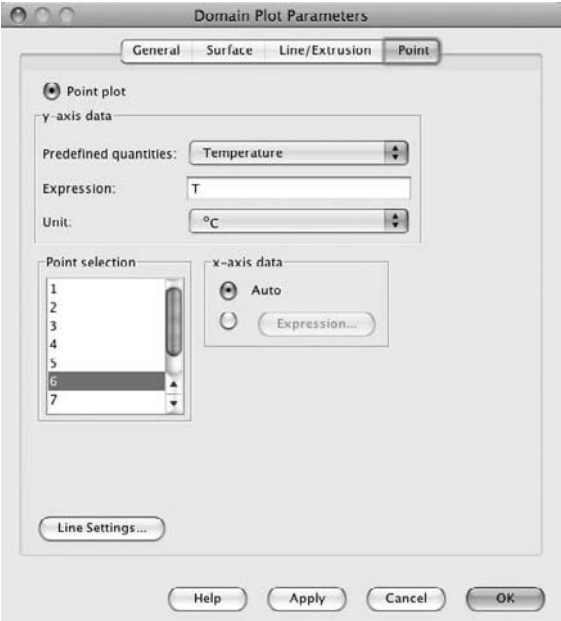 Domain Plot Parameters
General Surface Line/Extrusion Point
Point plot
y-axis data
Predefined quantities: Temperature
Expression: T
Unit: °C
Point selection
x-axis data
1
2
3
4
5
6
7
Auto
Expression...
Line Settings...
Help Apply Cancel OK